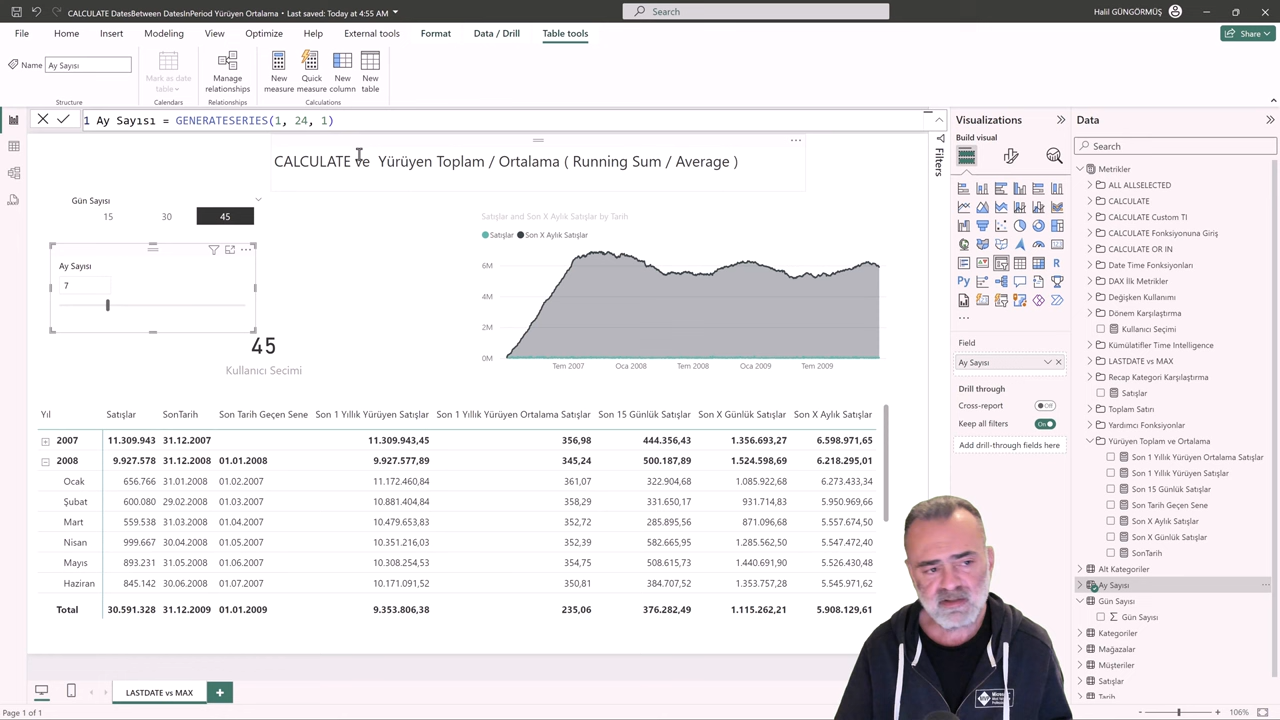 CALCULATE DatesBetween DatesInPeriod Yürüyen Ortalama • Last saved: Today at 4:55 AM
Search
Halil GÜNGÖRMÜŞ
File Home Insert Modeling View Optimize Help External tools Format Data / Drill Table tools
Share
Name Ay Sayısı
Mark as date table
Manage relationships
New measure
Quick measure
New column
New table
Structure Calendars Relationships Calculations
1 Ay Sayısı = GENERATESERIES(1, 24, 1)
CALCULATE ve Yürüyen Toplam / Ortalama ( Running Sum / Average )
Gün Sayısı
15 30 45
Ay Sayısı
7
45
Kullanıcı Secimi
Satışlar and Son X Aylık Satışlar by Tarih
Satışlar Son X Aylık Satışlar
6M
4M
2M
0M
Tem 2007 Oca 2008 Tem 2008 Oca 2009 Tem 2009
Yıl Satışlar SonTarih Son Tarih Geçen Sene Son 1 Yıllık Yürüyen Satışlar Son 1 Yıllık Yürüyen Ortalama Satışlar Son 15 Günlük Satışlar Son X Günlük Satışlar Son X Aylık Satışlar
2007 11.309.943 31.12.2007 11.309.943,45 356,98 444.356,43 1.356.693,27 6.598.971,65
2008 9.927.578 31.12.2008 01.01.2008 9.927.577,89 345,24 500.187,89 1.524.598,69 6.218.295,01
Ocak 656.766 31.01.2008 01.02.2007 11.172.460,84 361,07 322.904,68 1.085.922,68 6.273.433,34
Şubat 600.080 29.02.2008 01.03.2007 10.881.404,84 358,29 331.650,17 931.714,83 5.950.969,66
Mart 559.538 31.03.2008 01.04.2007 10.479.653,83 352,72 285.895,56 871.096,68 5.557.674,50
Nisan 999.667 30.04.2008 01.05.2007 10.351.216,03 352,39 582.665,95 1.285.562,50 5.547.472,40
Mayıs 893.231 31.05.2008 01.06.2007 10.308.254,53 354,75 508.615,73 1.440.691,90 5.526.430,48
Haziran 845.142 30.06.2008 01.07.2007 10.171.091,52 350,81 384.707,52 1.353.757,28 5.545.961,62
Total 30.591.328 31.12.2009 01.01.2009 9.353.806,38 235,06 376.282,49 1.115.262,21 5.908.129,61
Filters
Visualizations
Build visual
Field
Ay Sayısı
Drill through
Cross-report Off
Keep all filters On
Add drill-through fields here
Data
Search
Metrikler
ALL ALLSELECTED
CALCULATE
CALCULATE Custom TI
CALCULATE Fonksiyonuna Giriş
CALCULATE OR IN
Date Time Fonksiyonları
DAX İlk Metrikler
Değişken Kullanımı
Dönem Karşılaştırma
Kullanıcı Seçimi
Kümülatifler Time Intelligence
LASTDATE vs MAX
Recap Kategori Karşılaştırma
Satışlar
Toplam Satırı
Yardımcı Fonksiyonlar
Yürüyen Toplam ve Ortalama
Son 1 Yıllık Yürüyen Ortalama Satışlar
Son 1 Yıllık Yürüyen Satışlar
Son 15 Günlük Satışlar
Son Tarih Geçen Sene
Son X Aylık Satışlar
Son X Günlük Satışlar
SonTarih
Alt Kategoriler
Ay Sayısı
Gün Sayısı
Gün Sayısı
Kategoriler
Mağazalar
Müşteriler
Satışlar
Tarih
LASTDATE vs MAX
Page 1 of 1
106%